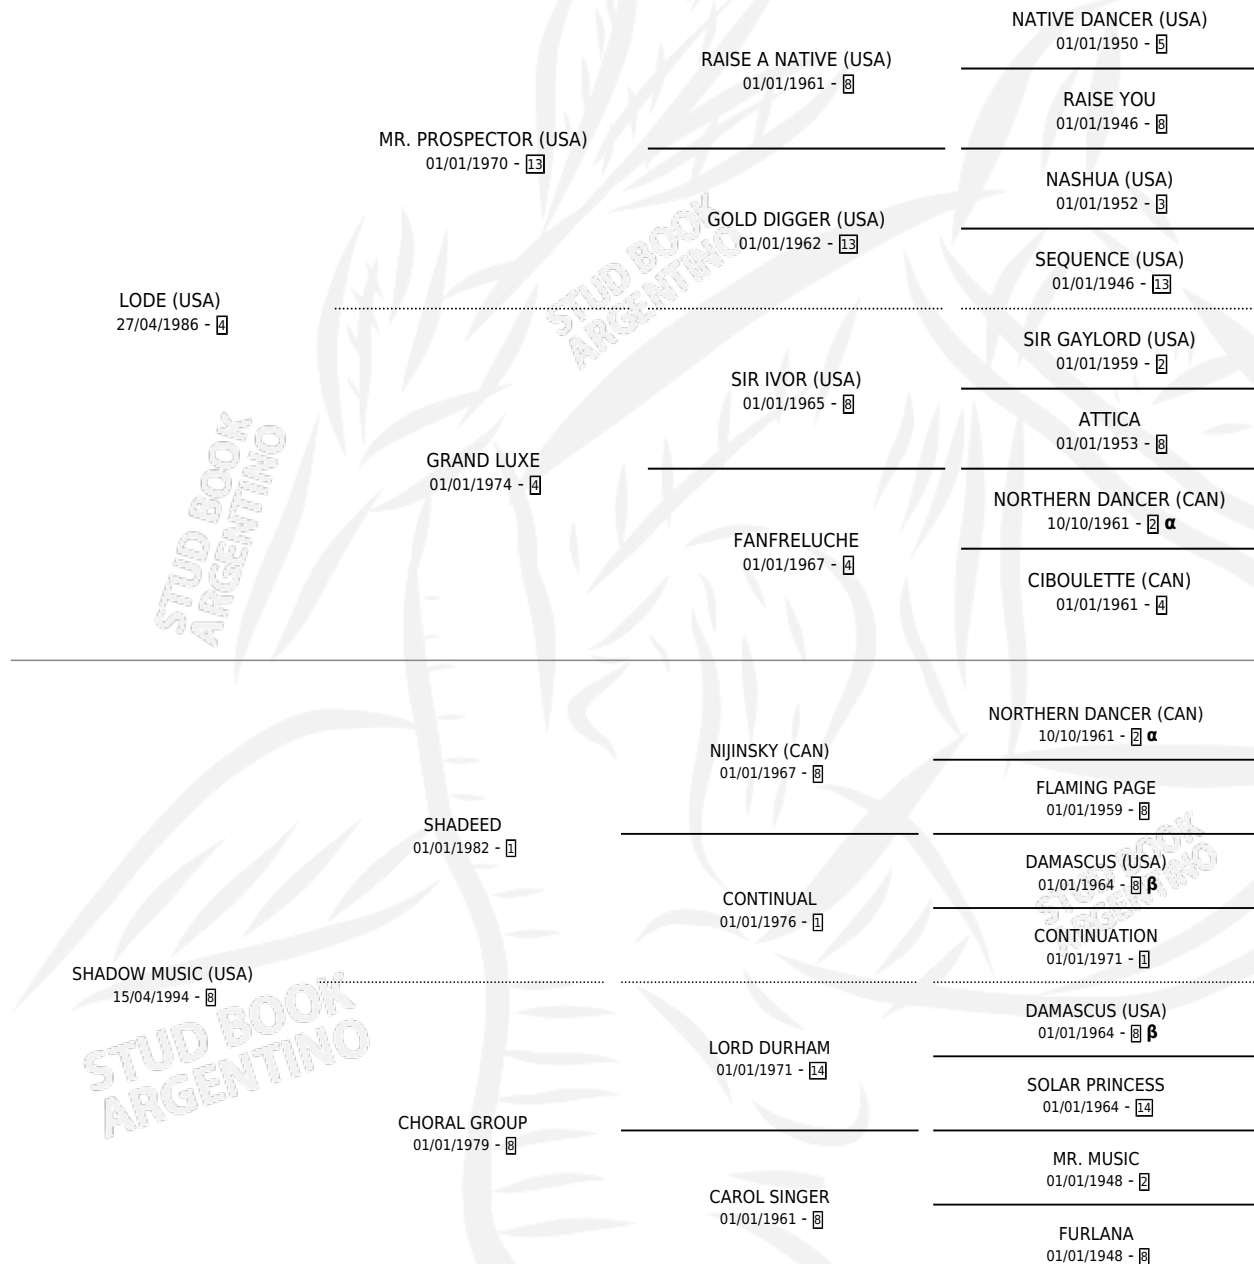 NATIVE DANCER (USA)
01/01/1950 - 5
RAISE A NATIVE (USA)
01/01/1961 - 8
RAISE YOU
01/01/1946 - 8
MR. PROSPECTOR (USA)
01/01/1970 - 13
NASHUA (USA)
01/01/1952 - 3
GOLD DIGGER (USA)
01/01/1962 - 13
SEQUENCE (USA)
01/01/1946 - 13
STUD BOOK
ARGENTINO
LODE (USA)
27/04/1986 - 4
SIR GAYLORD (USA)
01/01/1959 - 2
SIR IVOR (USA)
01/01/1965 - 8
ATTICA
01/01/1953 - 8
GRAND LUXE
01/01/1974 - 4
NORTHERN DANCER (CAN)
10/10/1961 - 2 α
FANFRELUCHE
01/01/1967 - 4
CIBOULETTE (CAN)
01/01/1961 - 4
STUD BOOK
ARGENTINO
NORTHERN DANCER (CAN)
10/10/1961 - 2 α
NIJINSKY (CAN)
01/01/1967 - 8
FLAMING PAGE
01/01/1959 - 8
SHADEED
01/01/1982 - 1
DAMASCUS (USA)
01/01/1964 - 8 β
STUD BOOK
ARGENTINO
CONTINUAL
01/01/1976 - 1
CONTINUATION
01/01/1971 - 1
SHADOW MUSIC (USA)
15/04/1994 - 8
STUD BOOK
ARGENTINO
DAMASCUS (USA)
01/01/1964 - 8 β
LORD DURHAM
01/01/1971 - 14
SOLAR PRINCESS
01/01/1964 - 14
CHORAL GROUP
01/01/1979 - 8
MR. MUSIC
01/01/1948 - 2
CAROL SINGER
01/01/1961 - 8
FURLANA
01/01/1948 - 8